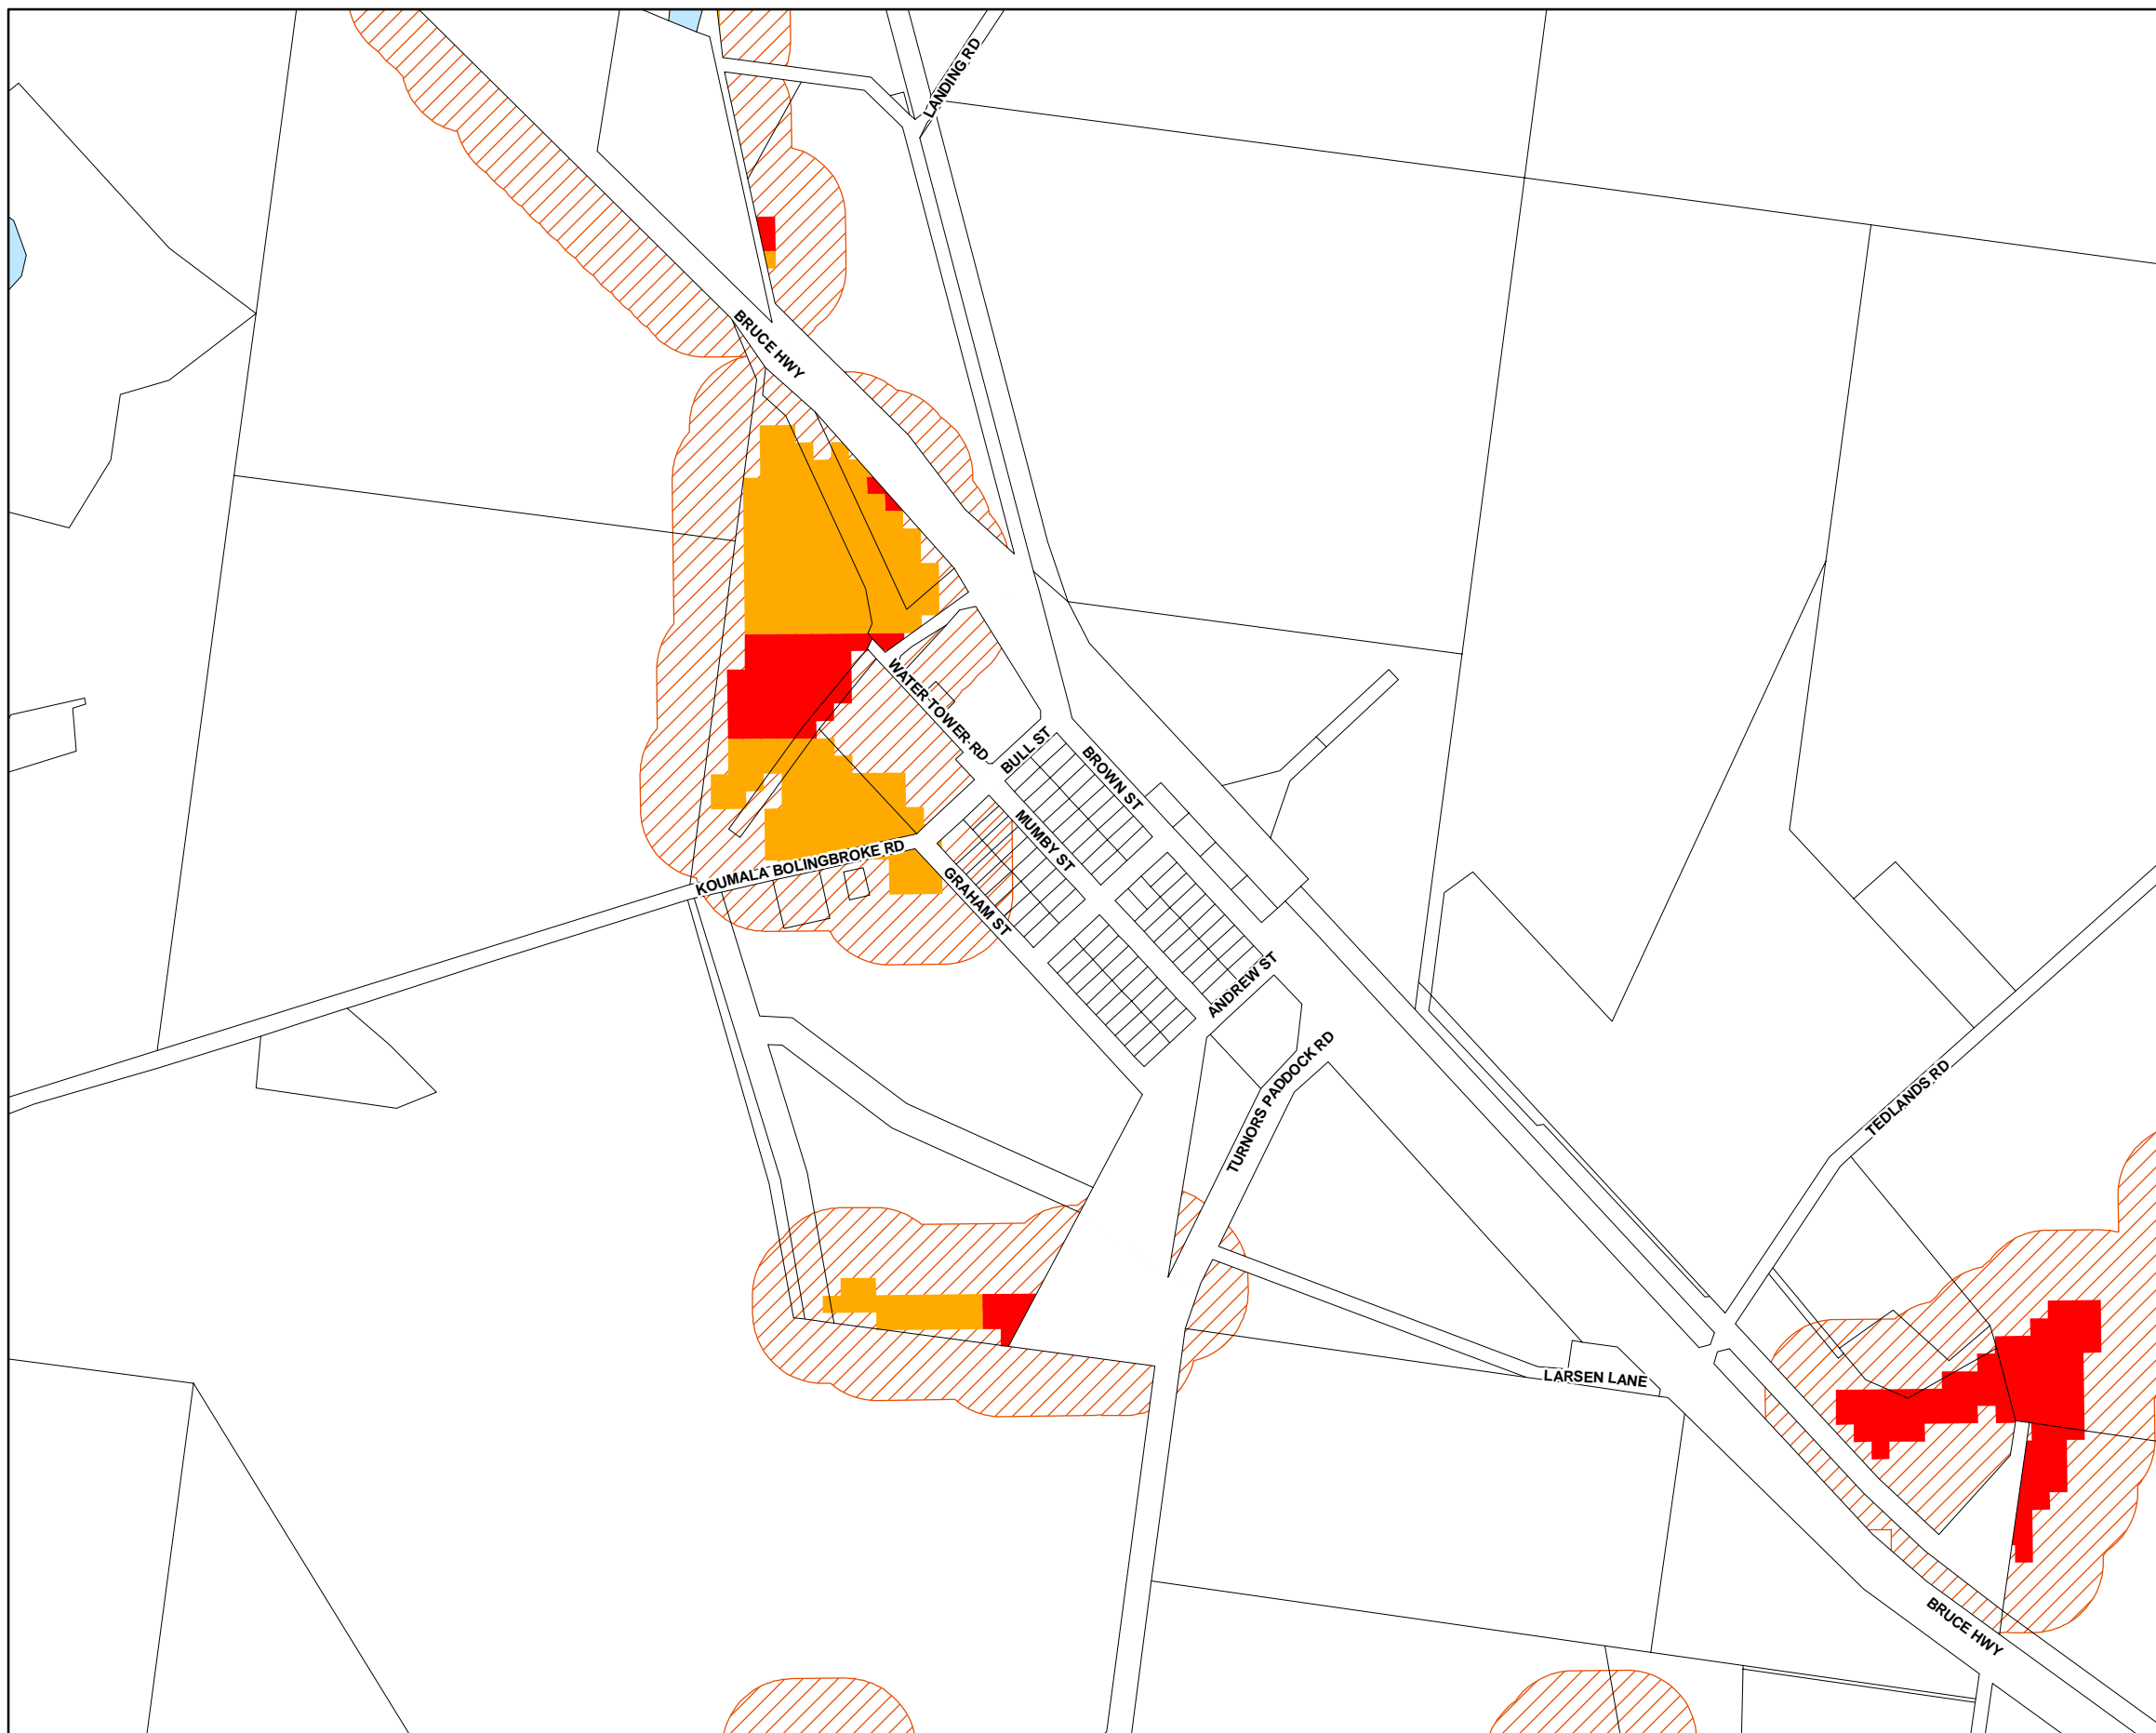 LANDING RD
BRUCE HWY
WATER TOWER RD
BULL ST
BROWN ST
MUMBY ST
KOUMALA BOLINGBROKE RD
GRAHAM ST
ANDREW ST
TURNORS PADDOCK RD
TEDLANDS RD
LARSEN LANE
BRUCE HWY